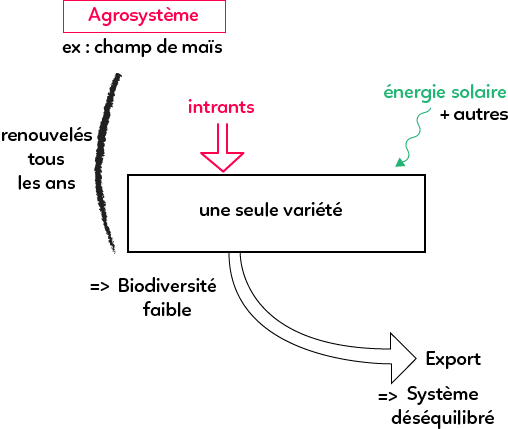 Agrosystème
ex : champ de maïs
intrants
énergie solaire
+ autres
renouvelés
tous
les ans
une seule variété
=> Biodiversité
faible
Export
=> Système
déséquilibré